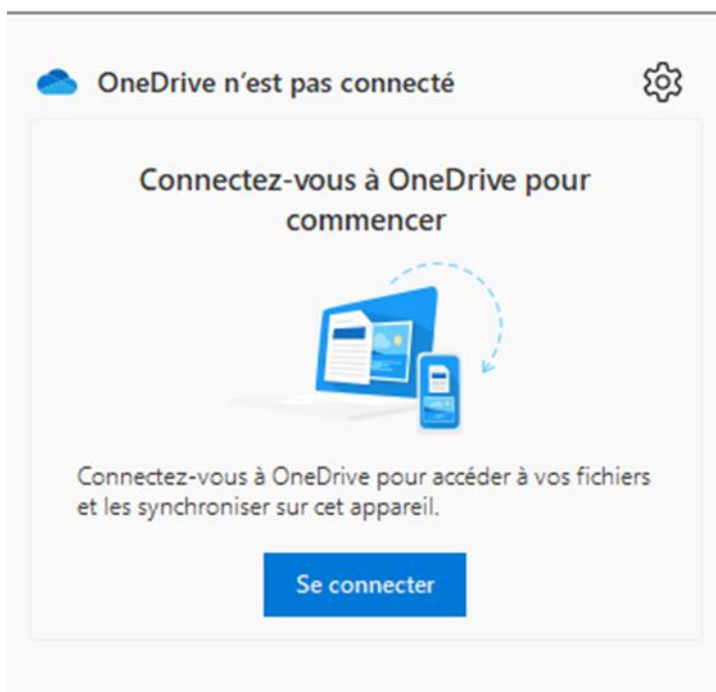 OneDrive n'est pas connecté
Connectez-vous à OneDrive pour
commencer
Connectez-vous à OneDrive pour accéder à vos fichiers
et les synchroniser sur cet appareil.
Se connecter